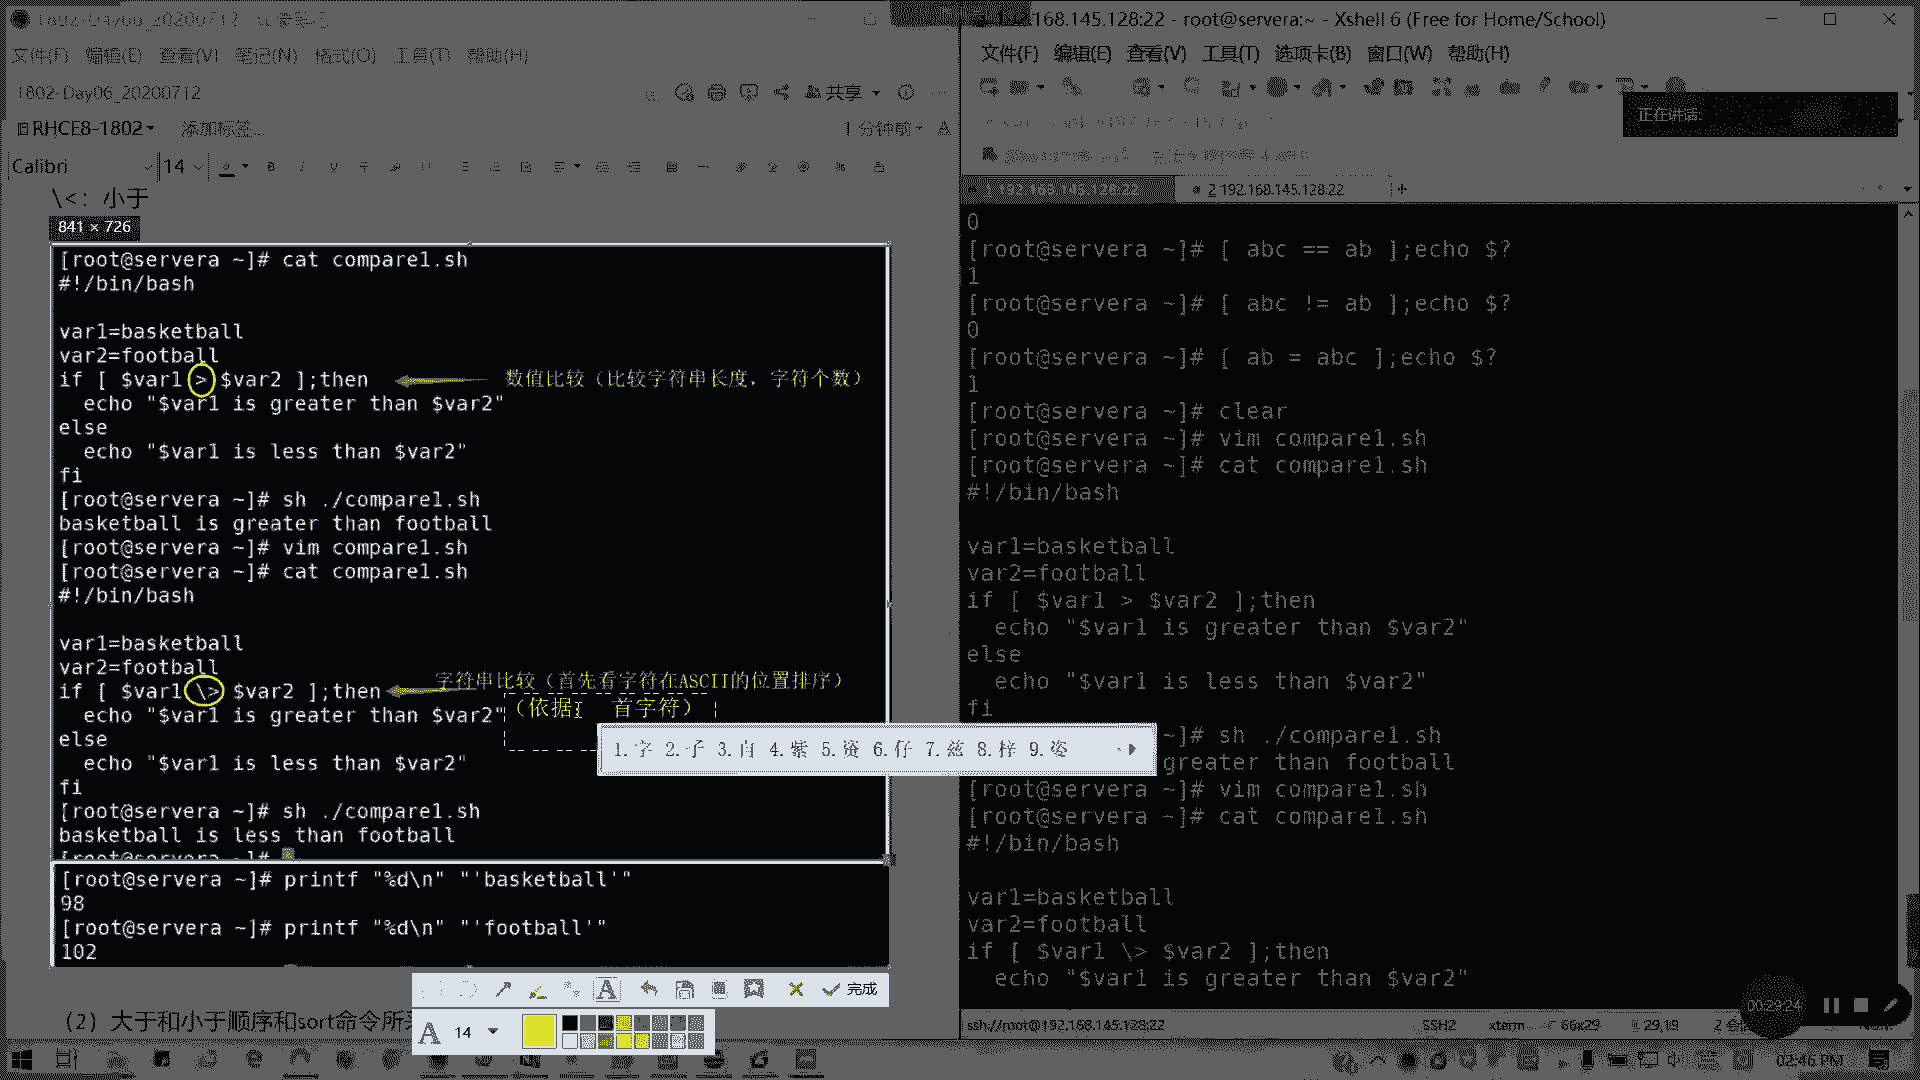 1802-Day06_20200712
文件(F) 编辑(E) 查看(V) 笔记(N) 格式(O) 工具(T) 帮助(H)
1802-Day06_20200712
共享
RHCE8-1802
添加标签...
1 分钟前
Calibri 14
\<：小于
841 × 726
[root@servera ~]# cat compare1.sh
#!/bin/bash
var1=basketball
var2=football
if [ $var1 > $var2 ];then
数值比较（比较字符串长度，字符个数）
echo "$var1 is greater than $var2"
else
echo "$var1 is less than $var2"
fi
[root@servera ~]# sh ./compare1.sh
basketball is greater than football
[root@servera ~]# vim compare1.sh
[root@servera ~]# cat compare1.sh
#!/bin/bash
var1=basketball
var2=football
if [ $var1 \> $var2 ];then
字符串比较（首先看字符在ASCII的位置排序）
echo "$var1 is greater than $var2"
（依据： 首字符）
else
echo "$var1 is less than $var2"
fi
[root@servera ~]# sh ./compare1.sh
basketball is less than football
[root@servera ~]#
1.字 2.子 3.自 4.紫 5.资 6.仔 7.兹 8.梓 9.姿
[root@servera ~]# printf "%d\n" "'basketball'"
98
[root@servera ~]# printf "%d\n" "'football'"
102
完成
A 14
（2）大于和小于顺序和sort命令所
.168.145.128:22 - root@servera:~ - Xshell 6 (Free for Home/School)
文件(F) 编辑(E) 查看(V) 工具(T) 选项卡(B) 窗口(W) 帮助(H)
正在讲话:
1 192.168.145.128:22
2 192.168.145.128:22
0
[root@servera ~]# [ abc == ab ];echo $?
1
[root@servera ~]# [ abc != ab ];echo $?
0
[root@servera ~]# [ ab = abc ];echo $?
1
[root@servera ~]# clear
[root@servera ~]# vim compare1.sh
[root@servera ~]# cat compare1.sh
#!/bin/bash
var1=basketball
var2=football
if [ $var1 > $var2 ];then
echo "$var1 is greater than $var2"
else
echo "$var1 is less than $var2"
fi
~]# sh ./compare1.sh
greater than football
[root@servera ~]# vim compare1.sh
[root@servera ~]# cat compare1.sh
#!/bin/bash
var1=basketball
var2=football
if [ $var1 \> $var2 ];then
echo "$var1 is greater than $var2"
00:29:24
ssh://root@192.168.145.128:22
SSH2 xterm 66x29 29,19
02:46 PM